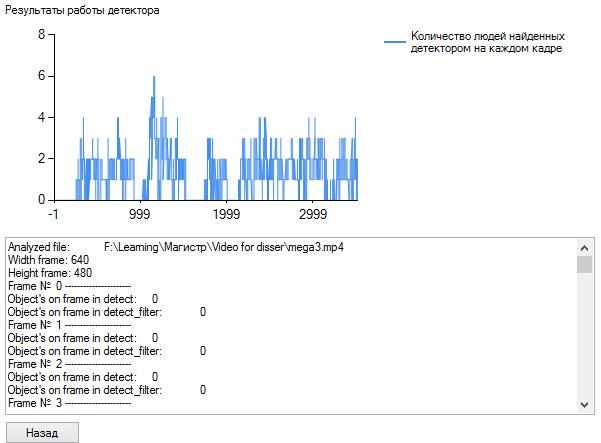 Результаты работы детектора
8
6
4
2
0
-1 999 1999 2999
Количество людей найденных
детектором на каждом кадре
Analyzed file: F:\Learning\Магистр\Video for disser\mega3.mp4
Width frame: 640
Height frame: 480
Frame № 0 ----------------------
Object's on frame in detect: 0
Object's on frame in detect_filter: 0
Frame № 1 ----------------------
Object's on frame in detect: 0
Object's on frame in detect_filter: 0
Frame № 2 ----------------------
Object's on frame in detect: 0
Object's on frame in detect_filter: 0
Frame № 3 ----------------------
Назад